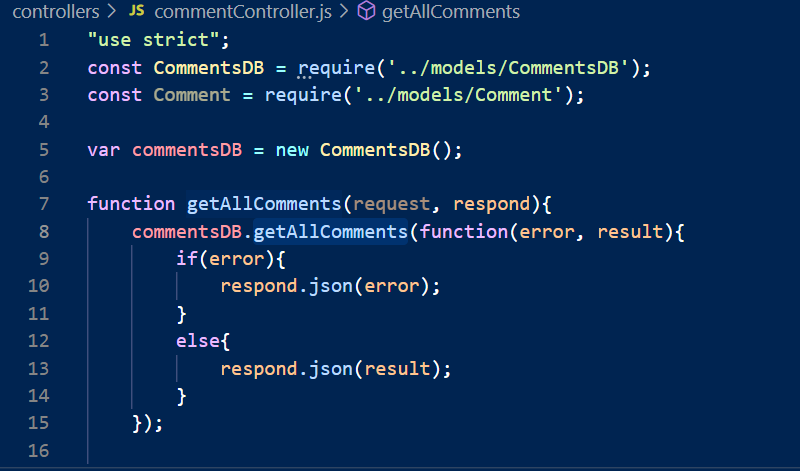 controllers > JS commentController.js > getAllComments
1 "use strict";
2 const CommentsDB = require('../models/CommentsDB');
3 const Comment = require('../models/Comment');
4
5 var commentsDB = new CommentsDB();
6
7 function getAllComments(request, respond){
8     commentsDB.getAllComments(function(error, result){
9         if(error){
10             respond.json(error);
11         }
12         else{
13             respond.json(result);
14         }
15     });
16